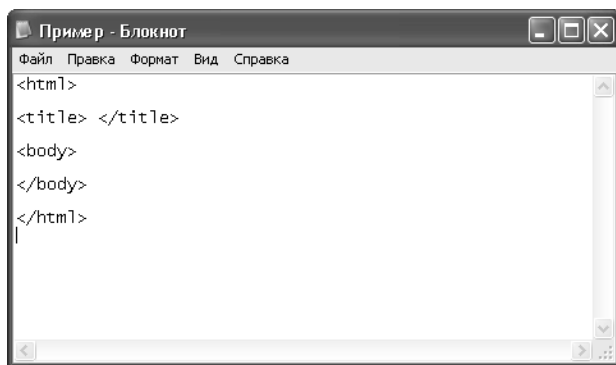 Пример - Блокнот
Файл Правка Формат Вид Справка
<html>
<title> </title>
<body>
</body>
</html>